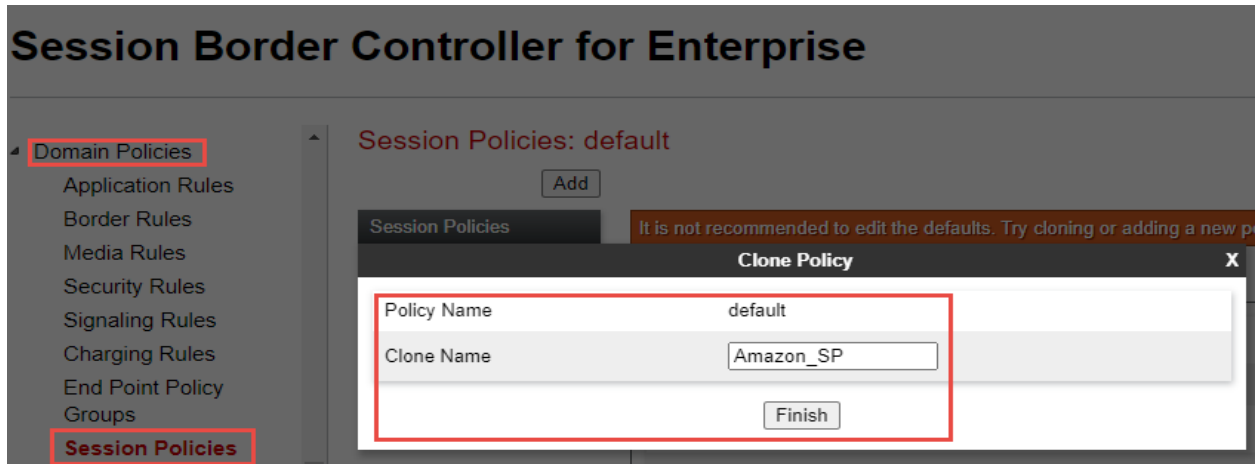 Session Border Controller for Enterprise
Domain Policies
Application Rules
Border Rules
Media Rules
Security Rules
Signaling Rules
Charging Rules
End Point Policy
Groups
Session Policies
Session Policies: default
Add
Session Policies
It is not recommended to edit the defaults. Try cloning or adding a new
Clone Policy
X
Policy Name default
Clone Name Amazon_SP
Finish